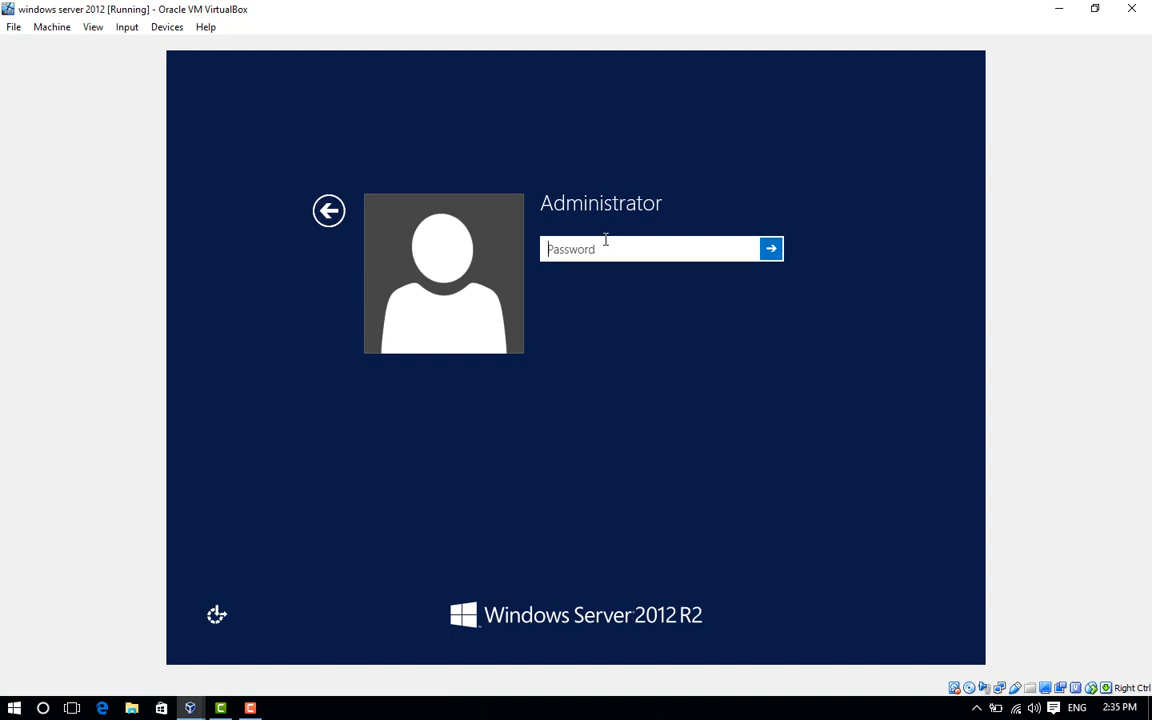 windows server 2012 [Running] - Oracle VM VirtualBox
File Machine View Input Devices Help
Administrator
Password
Windows Server 2012 R2
Right Ctrl
ENG 2:35 PM